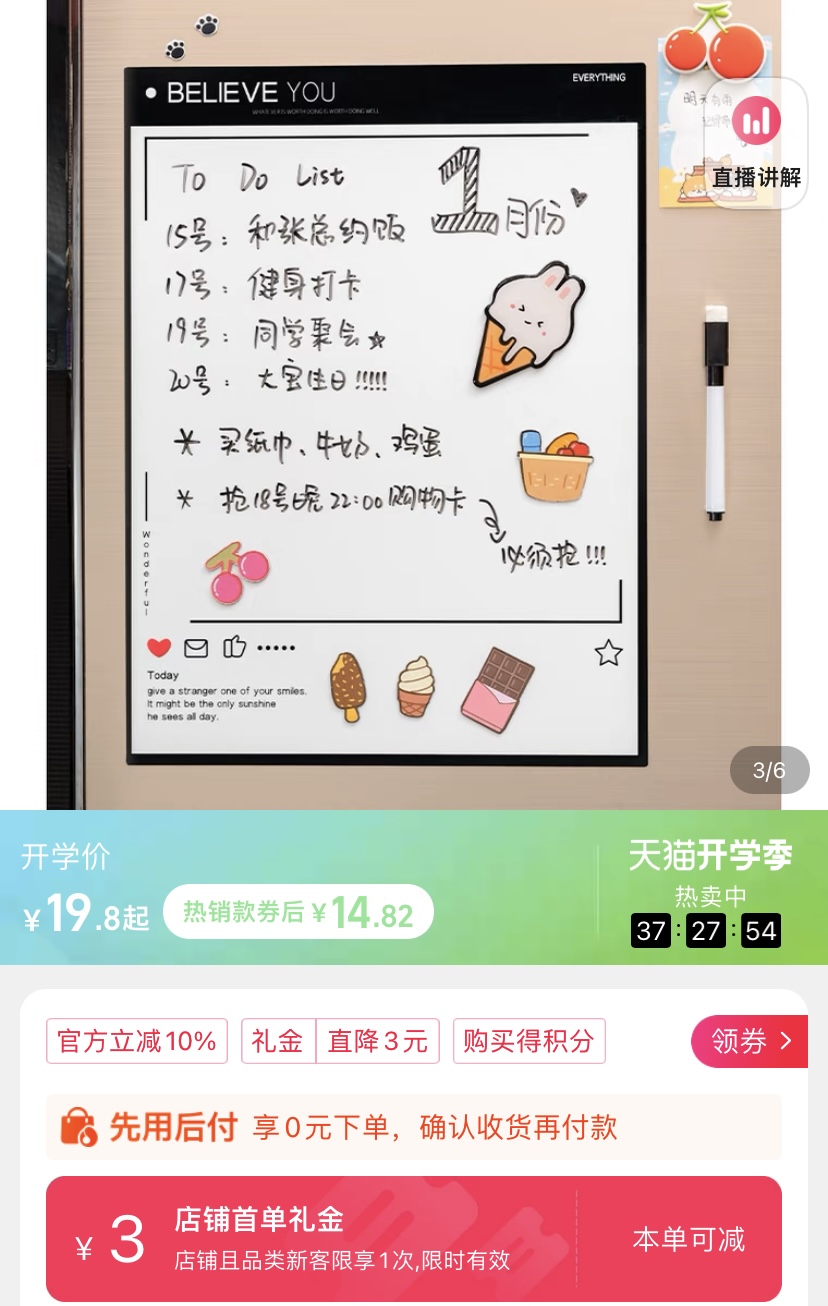 BELIEVE YOU
EVERYTHING
直播讲解
To Do List
1月份
15号：和张总约饭
17号：健身打卡
19号：同学聚会
20号：大宝生日!!!!!
* 买纸巾、牛奶、鸡蛋
* 抢18号晚22:00购物卡
必须抢!!!
Wonderful
Today
give a stranger one of your smiles.
It might be the only sunshine
he sees all day.
3/6
开学价
¥19.8起
热销款券后¥14.82
天猫开学季
热卖中
37:27:54
官方立减10%
礼金 直降3元
购买得积分
领券 >
先用后付 享0元下单，确认收货再付款
¥3
店铺首单礼金
店铺且品类新客限享1次,限时有效
本单可减